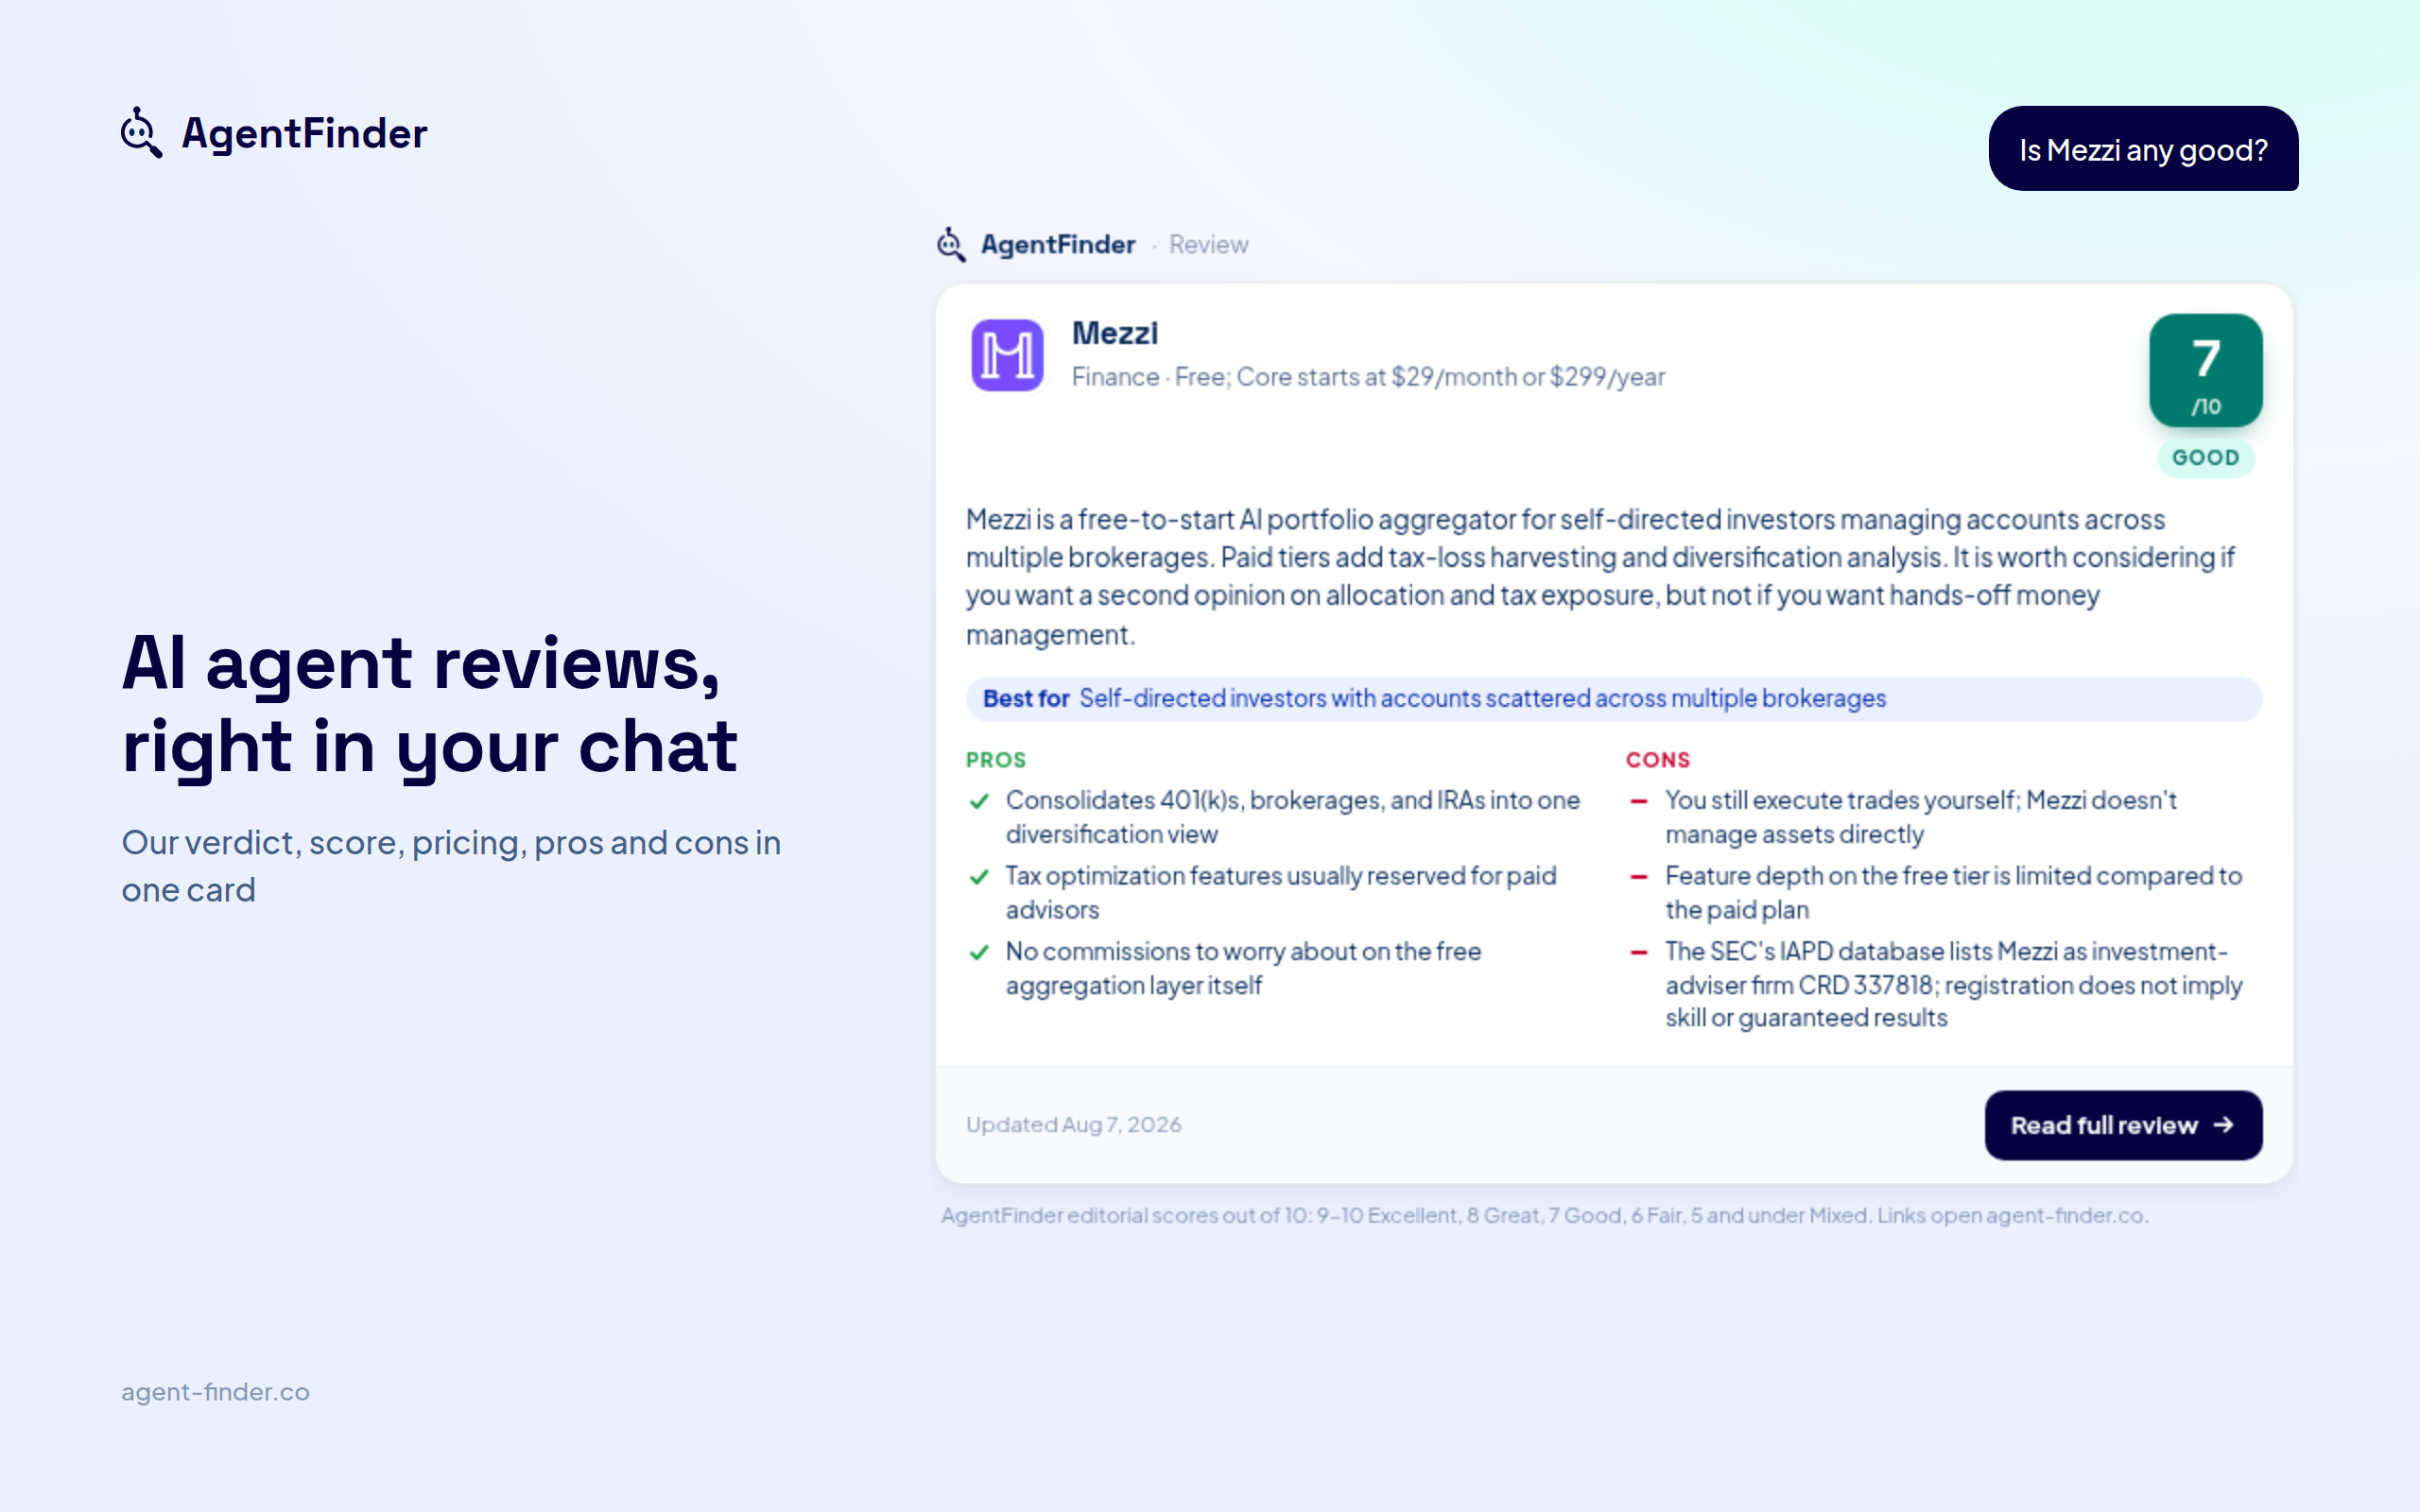 AgentFinder
Is Mezzi any good?
AgentFinder · Review
Mezzi
Finance · Free; Core starts at $29/month or $299/year
7
/10
GOOD
Mezzi is a free-to-start AI portfolio aggregator for self-directed investors managing accounts across
multiple brokerages. Paid tiers add tax-loss harvesting and diversification analysis. It is worth considering if
you want a second opinion on allocation and tax exposure, but not if you want hands-off money
management.
Best for Self-directed investors with accounts scattered across multiple brokerages
PROS
Consolidates 401(k)s, brokerages, and IRAs into one
diversification view
Tax optimization features usually reserved for paid
advisors
No commissions to worry about on the free
aggregation layer itself
CONS
You still execute trades yourself; Mezzi doesn't
manage assets directly
Feature depth on the free tier is limited compared to
the paid plan
The SEC's IAPD database lists Mezzi as investment-
adviser firm CRD 337818; registration does not imply
skill or guaranteed results
Updated Aug 7, 2026
Read full review →
AgentFinder editorial scores out of 10: 9–10 Excellent, 8 Great, 7 Good, 6 Fair, 5 and under Mixed. Links open agent-finder.co.
AI agent reviews,
right in your chat
Our verdict, score, pricing, pros and cons in
one card
agent-finder.co